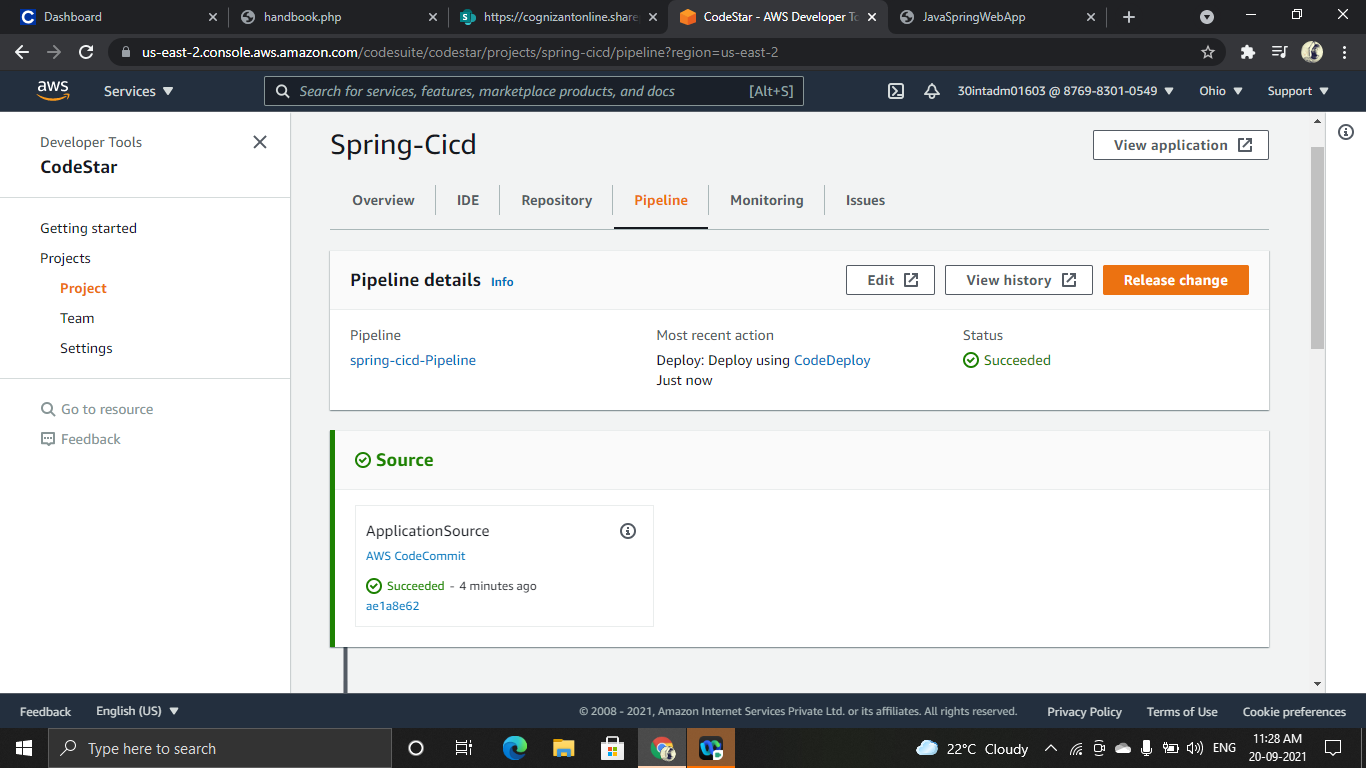 Dashboard
handbook.php
https://cognizantonline.share
CodeStar - AWS Developer To
JavaSpringWebApp
us-east-2.console.aws.amazon.com/codesuite/codestar/projects/spring-cicd/pipeline?region=us-east-2
aws
Services
Search for services, features, marketplace products, and docs
[Alt+S]
30intadm01603 @ 8769-8301-0549
Ohio
Support
Developer Tools
CodeStar
Getting started
Projects
Project
Team
Settings
Go to resource
Feedback
Spring-Cicd
View application
Overview
IDE
Repository
Pipeline
Monitoring
Issues
Pipeline details Info
Edit
View history
Release change
Pipeline
spring-cicd-Pipeline
Most recent action
Deploy: Deploy using CodeDeploy
Just now
Status
Succeeded
Source
ApplicationSource
AWS CodeCommit
Succeeded - 4 minutes ago
ae1a8e62
Feedback
English (US)
© 2008 - 2021, Amazon Internet Services Private Ltd. or its affiliates. All rights reserved.
Privacy Policy
Terms of Use
Cookie preferences
Type here to search
22°C Cloudy
ENG
11:28 AM
20-09-2021